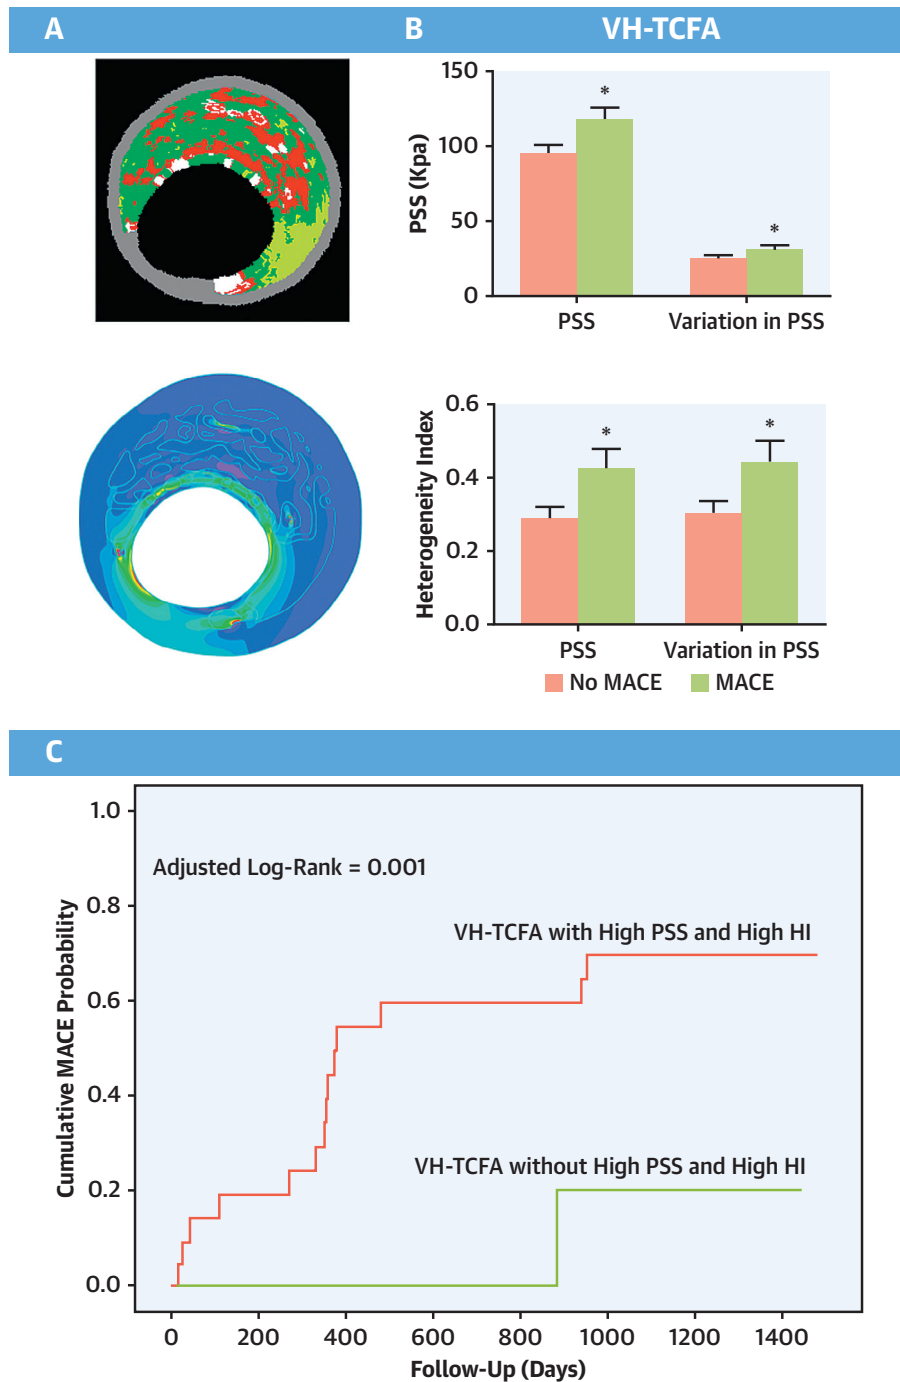 A
B
VH-TCFA
150
100
50
0
PSS (Kpa)
*
*
PSS
Variation in PSS
0.6
0.4
0.2
0.0
Heterogeneity Index
*
*
PSS
Variation in PSS
No MACE
MACE
C
1.0
0.8
0.6
0.4
0.2
0.0
Cumulative MACE Probability
Adjusted Log-Rank = 0.001
VH-TCFA with High PSS and High HI
VH-TCFA without High PSS and High HI
0 200 400 600 800 1000 1200 1400
Follow-Up (Days)